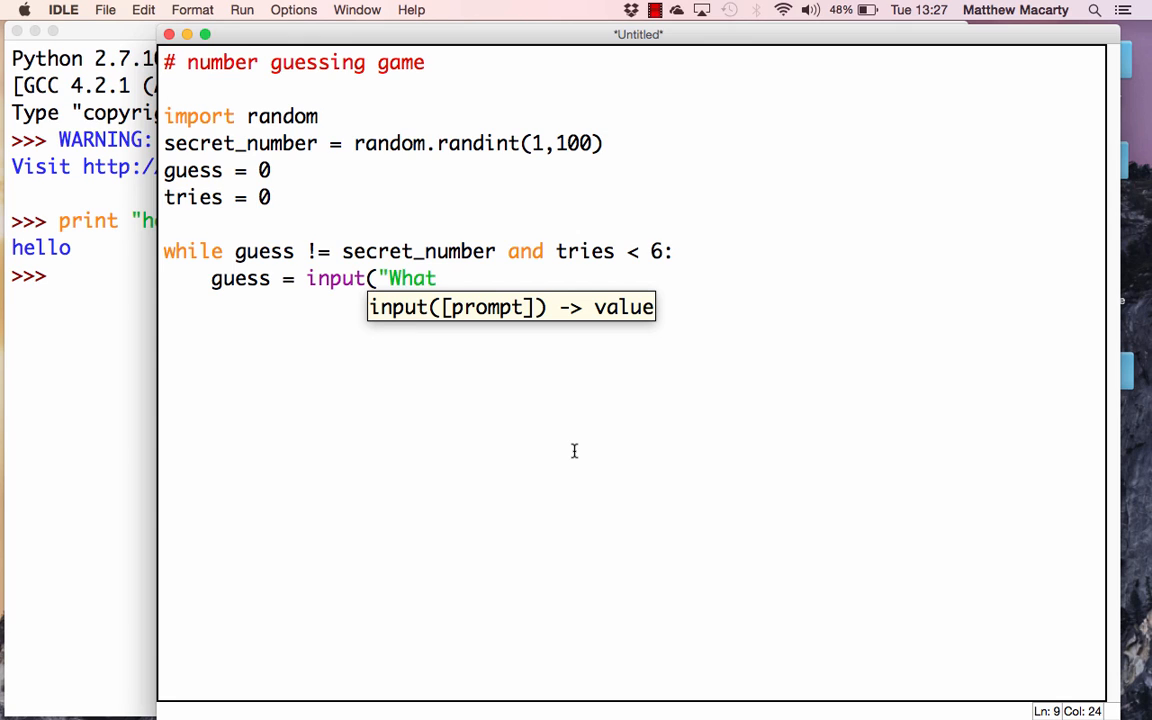 IDLE File Edit Format Run Options Window Help 48% Tue 13:27 Matthew Macarty
*Untitled*
Python 2.7.10
[GCC 4.2.1 (
Type "copyri
>>> WARNING:
Visit http:/
>>> print "h
hello
>>>
# number guessing game
import random
secret_number = random.randint(1,100)
guess = 0
tries = 0
while guess != secret_number and tries < 6:
guess = input("What
input([prompt]) -> value
Ln: 9 Col: 24